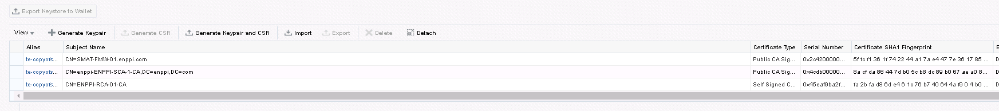 Export Keystore to Wallet
View Generate Keypair Generate CSR Generate Keypair and CSR Import Export Delete Detach
Alias Subject Name Certificate Type Serial Number Certificate SHA1 Fingerprint E
te-copyofs... CN=SMAT-FMW-01.enppi.com Public CA Sig... 0x2c4200000... 5f fc f1 36 1f 74 22 44 a1 7a e4 47 7e 36 17 85 ... D
te-copyofs... CN=enppi-ENPPI-SCA-1-CA,DC=enppi,DC=com Public CA Sig... 0x4cdb00000... 8a cf da 86 44 7d b0 5c b8 dc 89 b0 67 ae a0 8... D
te-copyofs... CN=ENPPI-RCA-01-CA Self Signed C... 0x45eaf9ba2f... fa 2b fa d8 6d e4 6 1c 76 b7 40 64 4a f9 0 4 b0 ... D